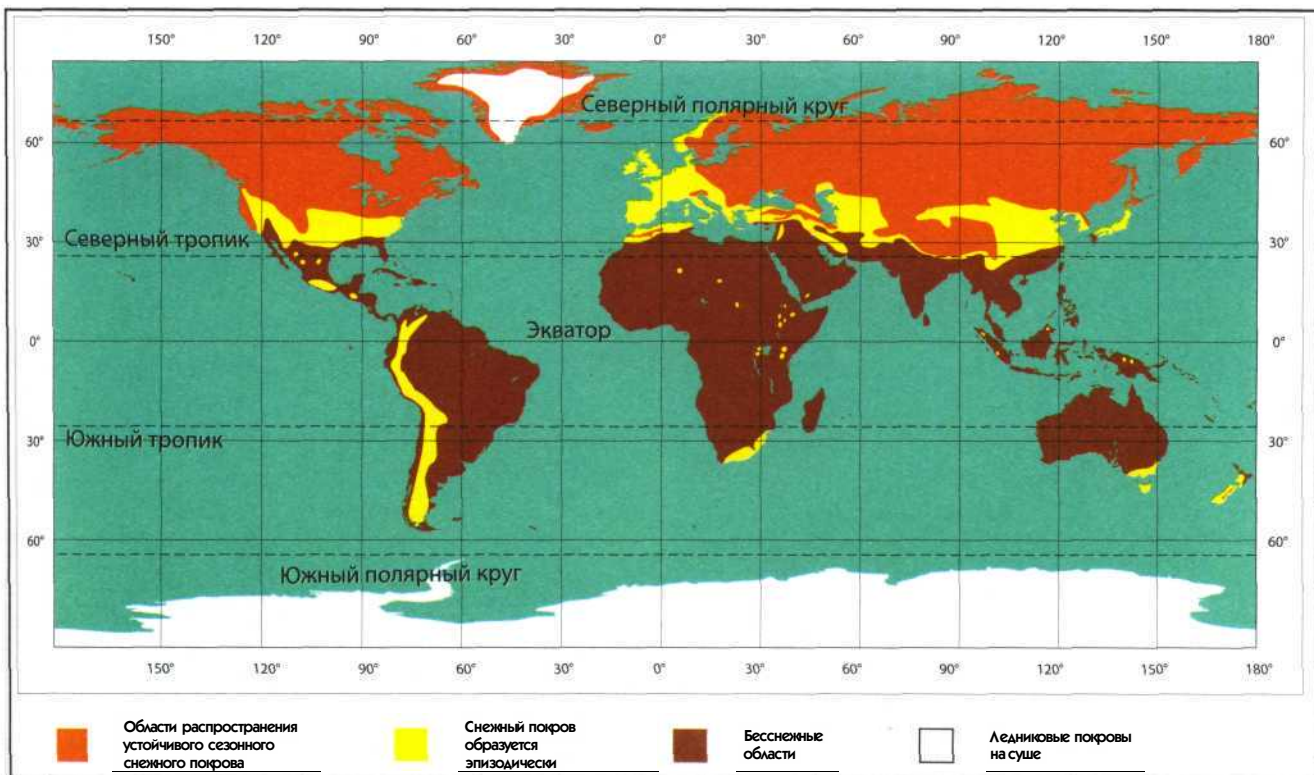 150° 120° 90° 60° 30° 0° 30° 60° 90° 120° 150° 180°
Северный полярный круг
60° 60°
Северный тропик
30° 30°
Экватор
0° 0°
Южный тропик
30° 30°
60° 60°
Южный полярный круг
150° 120° 90° 60° 30° 0° 30° 60° 90° 120° 150° 180°
Области распространения
устойчивого сезонного
снежного покрова
Снежный покров
образуется
эпизодически
Бесснежные
области
Ледниковые покровы
на суше